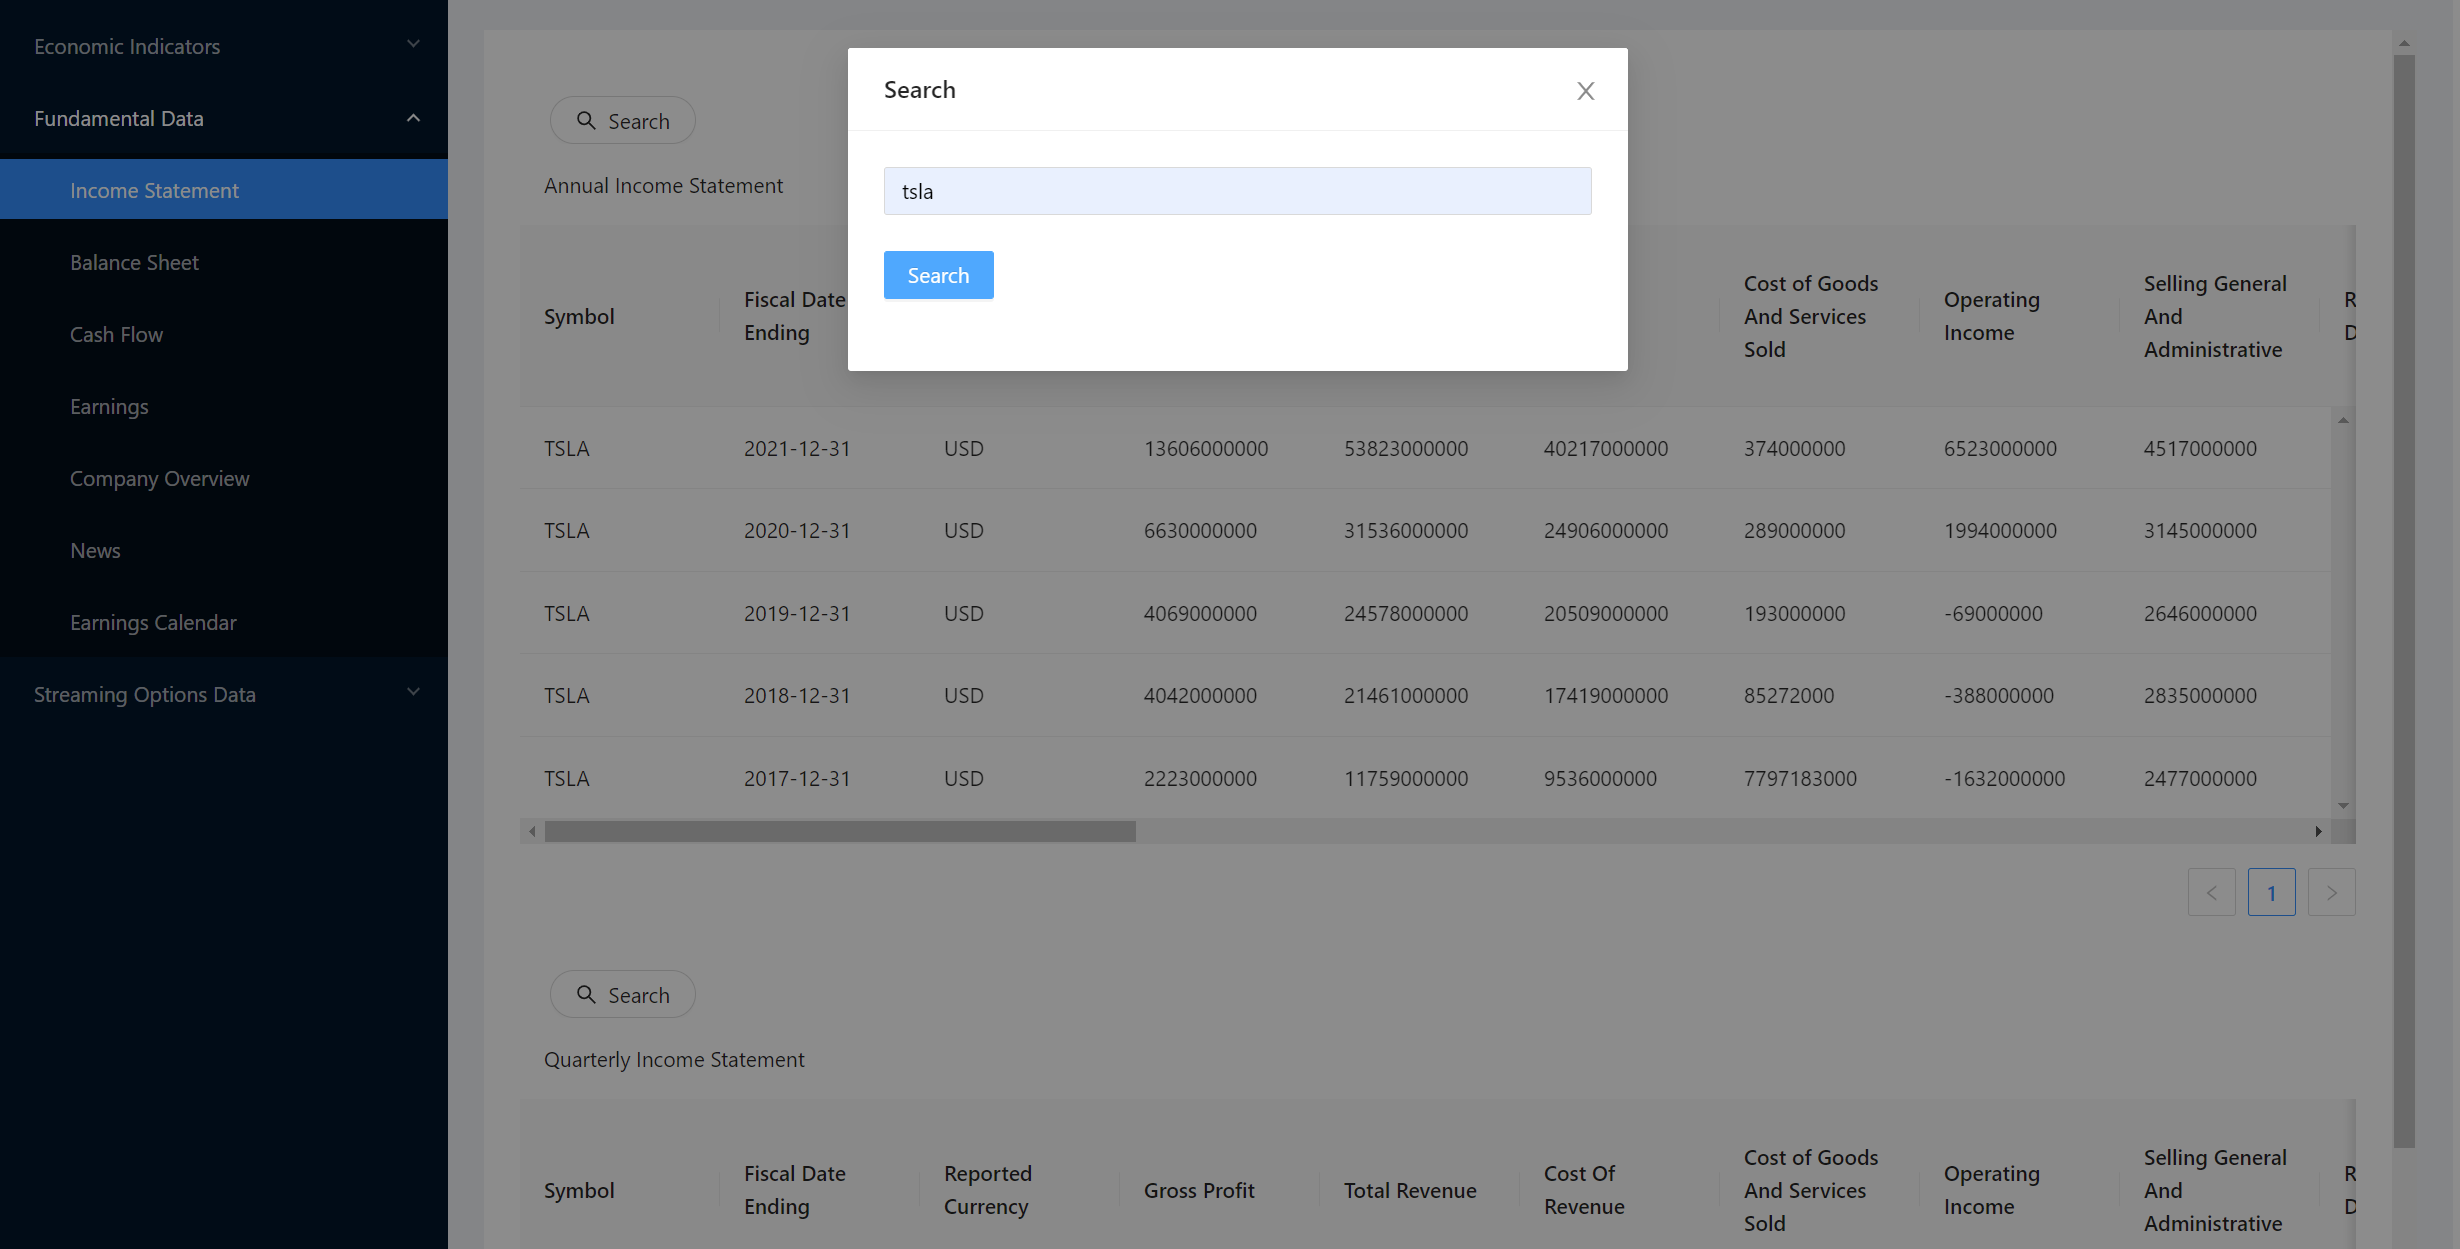 Economic Indicators
Fundamental Data
Income Statement
Balance Sheet
Cash Flow
Earnings
Company Overview
News
Earnings Calendar
Streaming Options Data
Search
tsla
Search
Search
Annual Income Statement
Symbol
Fiscal Date
Ending
Cost of Goods
And Services
Sold
Operating
Income
Selling General
And
Administrative
R
D
TSLA 2021-12-31 USD 13606000000 53823000000 40217000000 374000000 6523000000 4517000000
TSLA 2020-12-31 USD 6630000000 31536000000 24906000000 289000000 1994000000 3145000000
TSLA 2019-12-31 USD 4069000000 24578000000 20509000000 193000000 -69000000 2646000000
TSLA 2018-12-31 USD 4042000000 21461000000 17419000000 85272000 -388000000 2835000000
TSLA 2017-12-31 USD 2223000000 11759000000 9536000000 7797183000 -1632000000 2477000000
1
Search
Quarterly Income Statement
Symbol
Fiscal Date
Ending
Reported
Currency
Gross Profit
Total Revenue
Cost Of
Revenue
Cost of Goods
And Services
Sold
Operating
Income
Selling General
And
Administrative
R
D